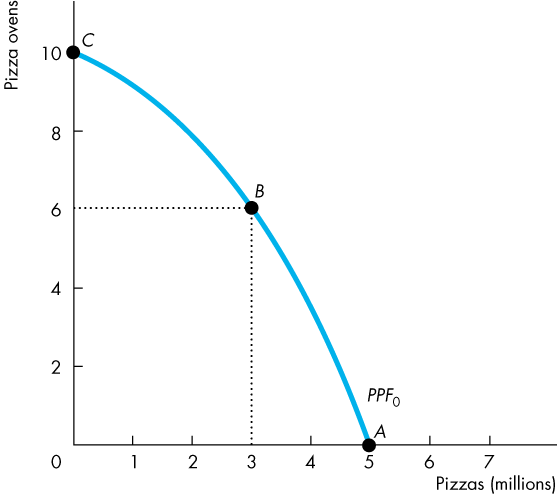 Pizza ovens
C
10
8
B
6
4
2
PPF₀
A
0 1 2 3 4 5 6 7
Pizzas (millions)